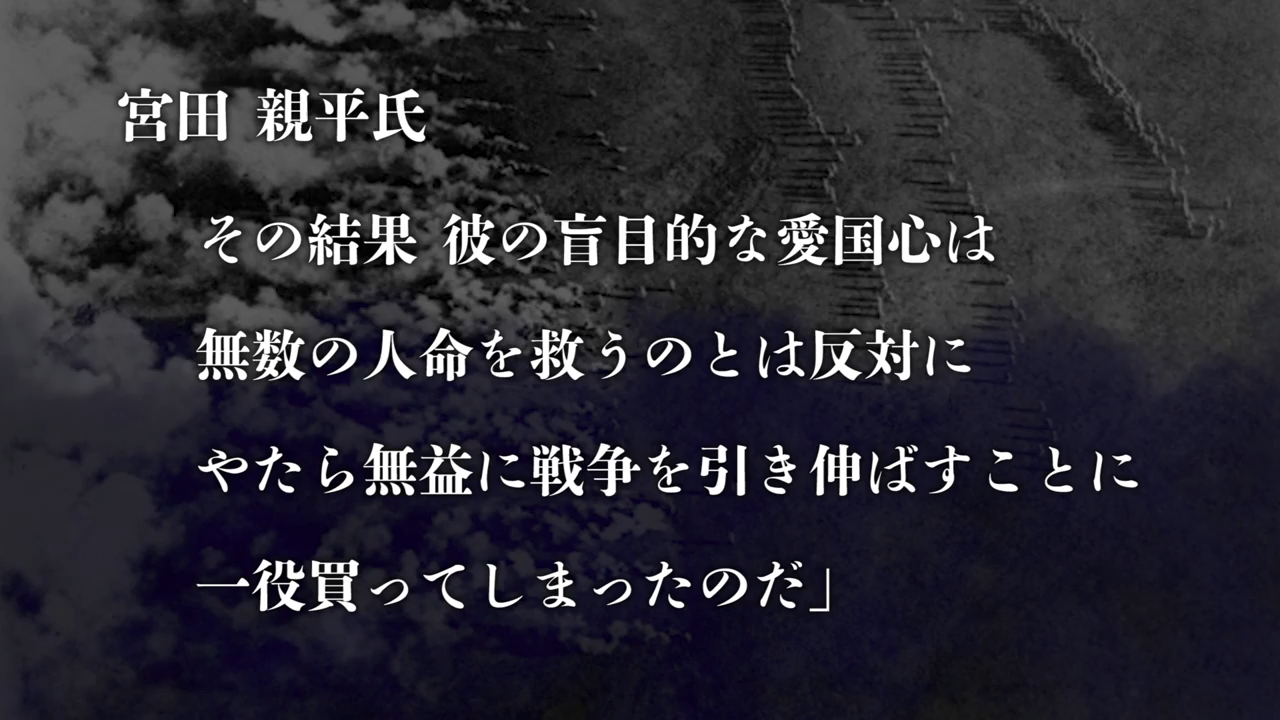 宮田 親平氏
その結果 彼の盲目的な愛国心は
無数の人命を救うのとは反対に
やたら無益に戦争を引き伸ばすことに
一役買ってしまったのだ」